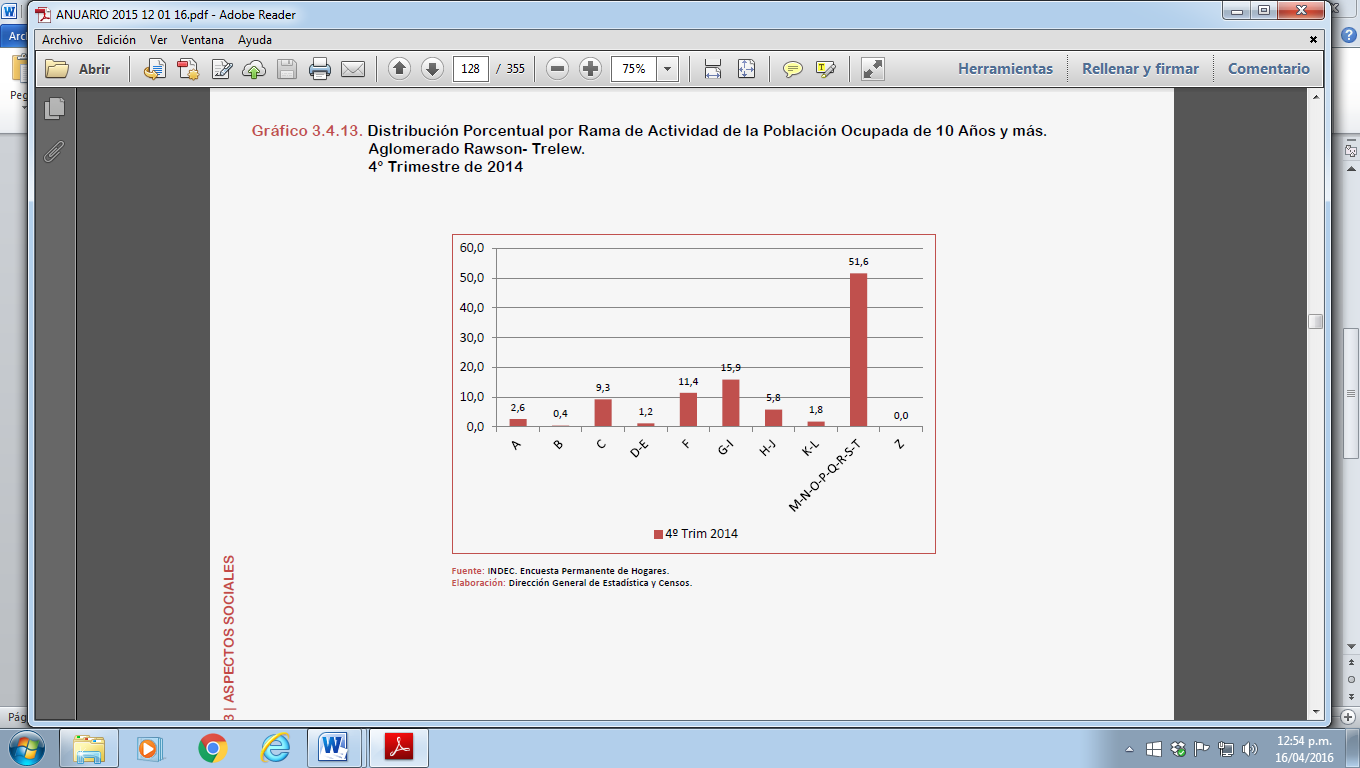 ANUARIO 2015 12 01 16.pdf - Adobe Reader
Archivo Edición Ver Ventana Ayuda
Abrir 128 / 355 75% Herramientas Rellenar y firmar Comentario
Gráfico 3.4.13. Distribución Porcentual por Rama de Actividad de la Población Ocupada de 10 Años y más.
Aglomerado Rawson- Trelew.
4° Trimestre de 2014
60,0
50,0
40,0
30,0
20,0
10,0
0,0
2,6
0,4
9,3
1,2
11,4
15,9
5,8
1,8
51,6
0,0
A
B
C
D-E
F
G-I
H-J
K-L
M-N-O-P-Q-R-S-T
Z
4º Trim 2014
Fuente: INDEC. Encuesta Permanente de Hogares.
Elaboración: Dirección General de Estadística y Censos.
3 | ASPECTOS SOCIALES
12:54 p.m.
16/04/2016